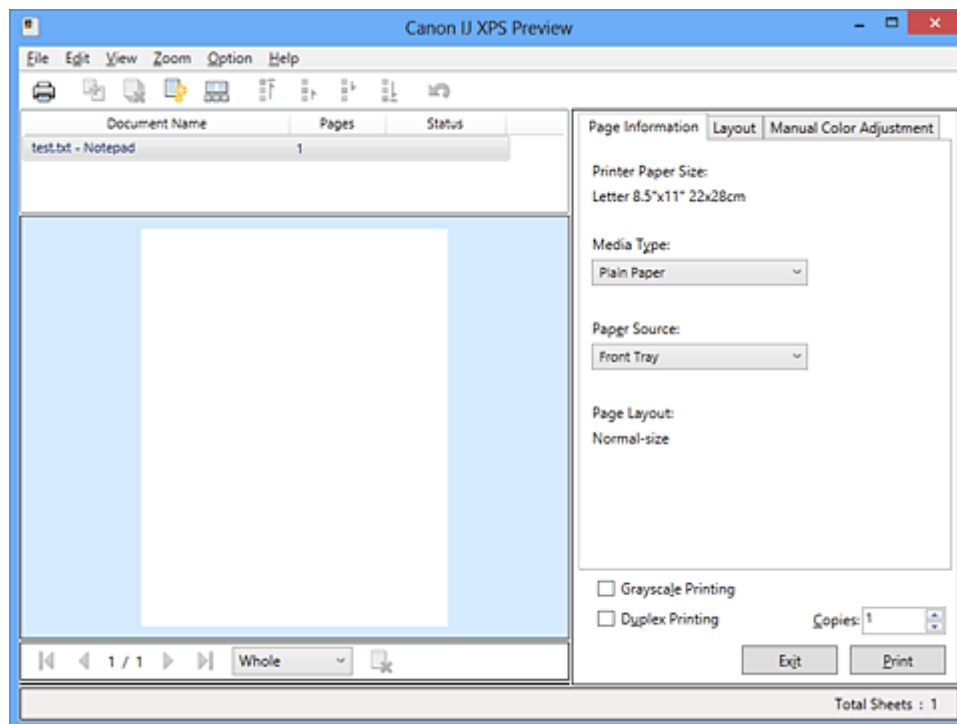 Canon IJ XPS Preview
File Edit View Zoom Option Help
Document Name Pages Status
test.txt - Notepad 1
Page Information Layout Manual Color Adjustment
Printer Paper Size:
Letter 8.5"x11" 22x28cm
Media Type:
Plain Paper
Paper Source:
Front Tray
Page Layout:
Normal-size
Grayscale Printing
Duplex Printing Copies: 1
1 / 1 Whole Exit Print
Total Sheets : 1